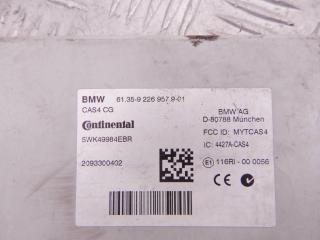 BMW 61.35-9 226 957.9-01
CAS4 CG
BMW AG
D-80788 München
Continental
FCC ID: MYTCAS4
5WK49984EBR
IC: 4427A-CAS4
2093300402
E1 116RI - 00 0056 CE